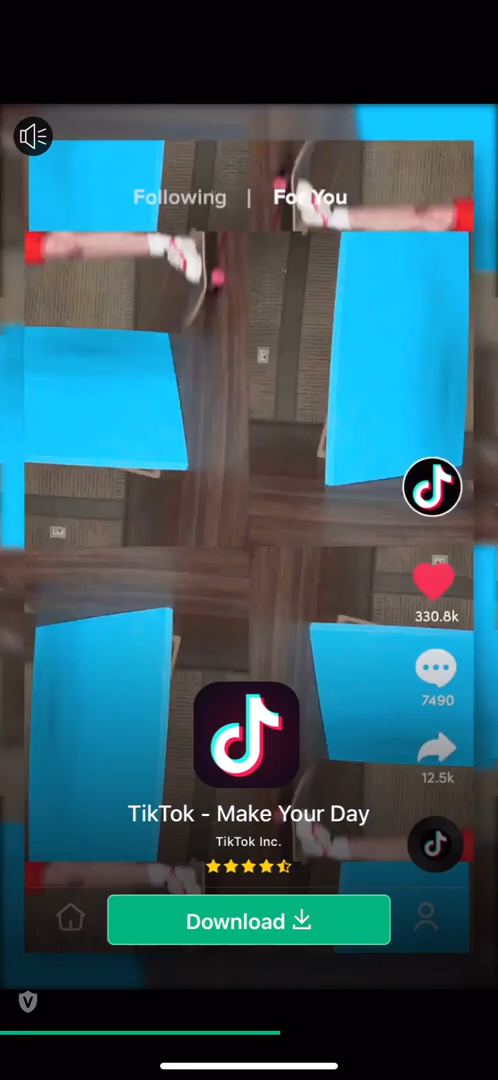 Following | For You
330.8k
7490
12.5k
TikTok - Make Your Day
TikTok Inc.
Download
V